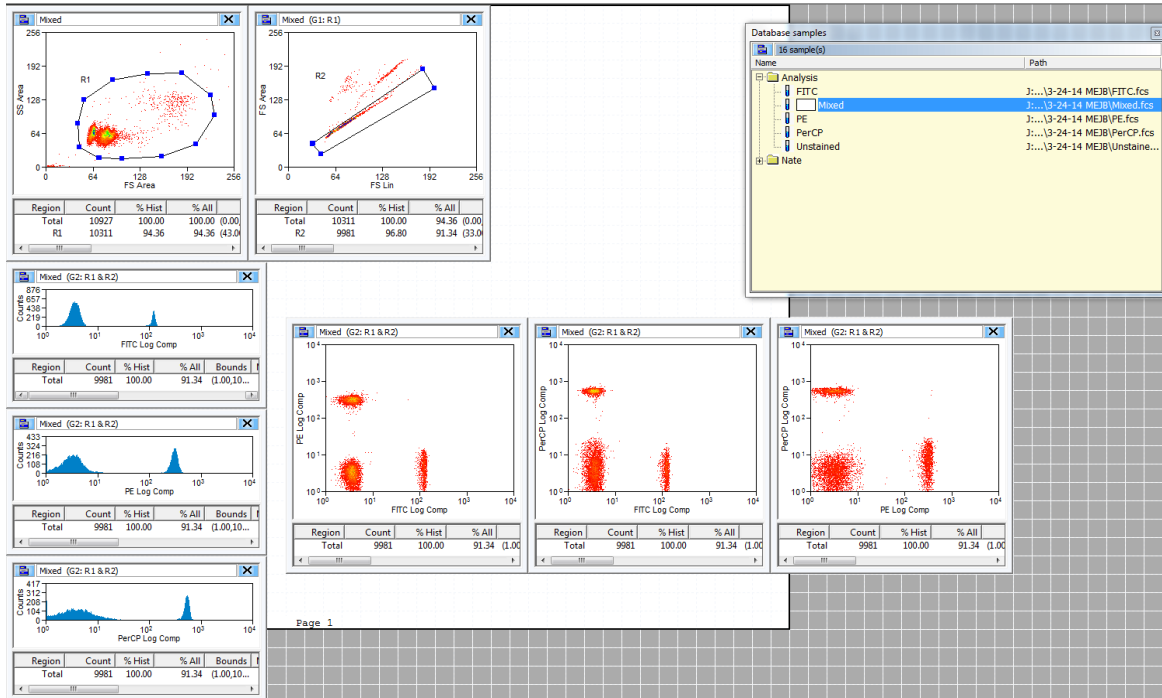 Mixed
256
192
128
64
0
SS Area
R1
0 64 128 192 256
FS Area
Region Count % Hist % All
Total 10927 100.00 100.00 (0.00,
R1 10311 94.36 94.36 (43.0
Mixed (G1: R1)
256
192
128
64
0
FS Area
R2
0 64 128 192 256
FS Lin
Region Count % Hist % All
Total 10311 100.00 94.36 (0.00
R2 9981 96.80 91.34 (33.0
Database samples
16 sample(s)
Name Path
Analysis
FITC J:...\3-24-14 MEJB\FITC.fcs
Mixed J:...\3-24-14 MEJB\Mixed.fcs
PE J:...\3-24-14 MEJB\PE.fcs
PerCP J:...\3-24-14 MEJB\PerCP.fcs
Unstained J:...\3-24-14 MEJB\Unstaine...
Nate
Mixed (G2: R1 & R2)
876
657
438
219
0
Counts
10⁰ 10¹ 10² 10³ 10⁴
FITC Log Comp
Region Count % Hist % All Bounds
Total 9981 100.00 91.34 (1.00,10...
Mixed (G2: R1 & R2)
433
324
216
108
0
Counts
10⁰ 10¹ 10² 10³ 10⁴
PE Log Comp
Region Count % Hist % All Bounds
Total 9981 100.00 91.34 (1.00,10...
Mixed (G2: R1 & R2)
417
312
208
104
0
Counts
10⁰ 10¹ 10² 10³ 10⁴
PerCP Log Comp
Region Count % Hist % All Bounds
Total 9981 100.00 91.34 (1.00,10...
Mixed (G2: R1 & R2)
10⁴
10³
10²
10¹
10⁰
PE Log Comp
10⁰ 10¹ 10² 10³ 10⁴
FITC Log Comp
Region Count % Hist % All
Total 9981 100.00 91.34 (1.00
Mixed (G2: R1 & R2)
10⁴
10³
10²
10¹
10⁰
PerCP Log Comp
10⁰ 10¹ 10² 10³ 10⁴
FITC Log Comp
Region Count % Hist % All
Total 9981 100.00 91.34 (1.00
Mixed (G2: R1 & R2)
10⁴
10³
10²
10¹
10⁰
PerCP Log Comp
10⁰ 10¹ 10² 10³ 10⁴
PE Log Comp
Region Count % Hist % All
Total 9981 100.00 91.34 (1.00
Page 1